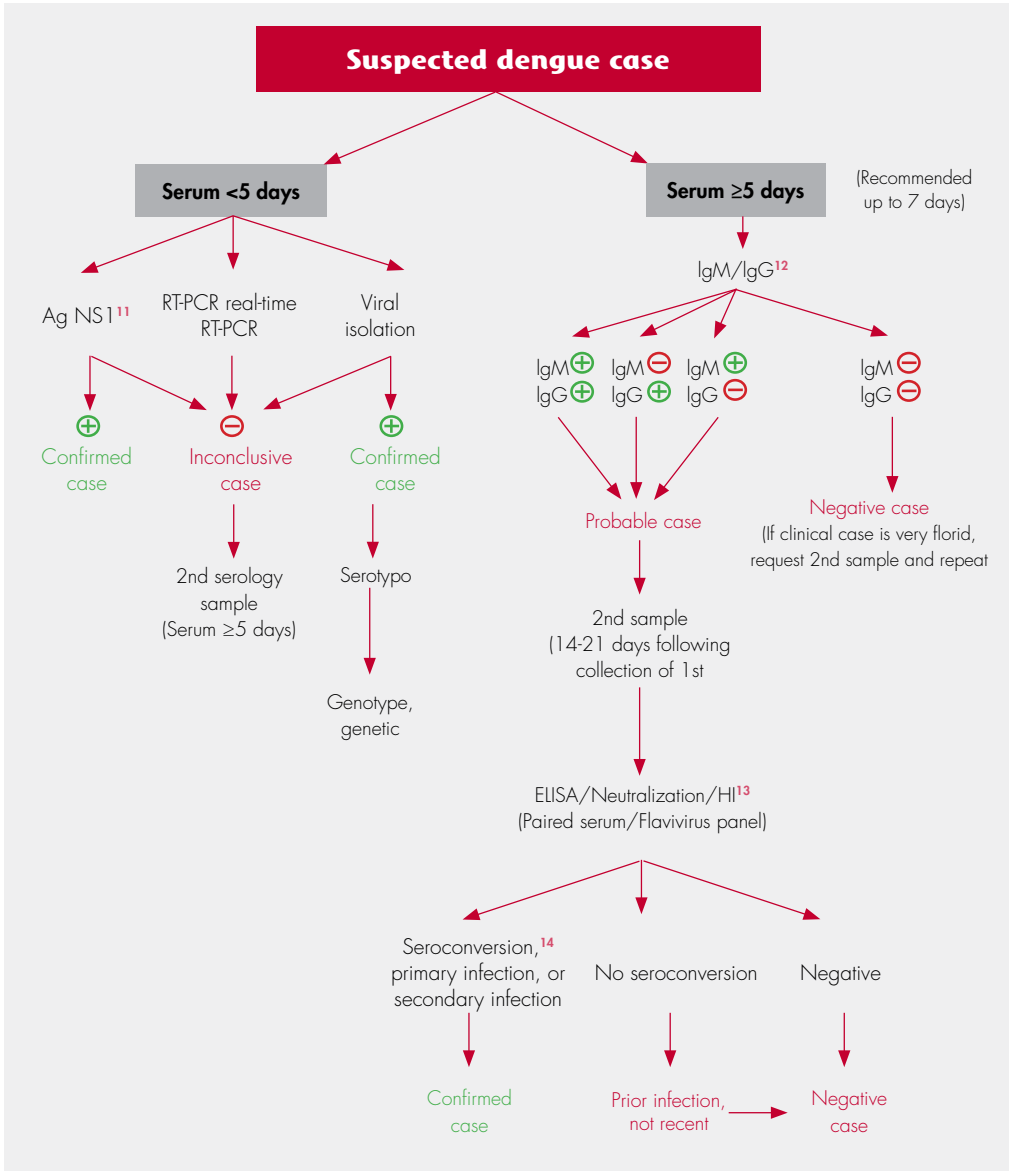 Suspected dengue case
Serum <5 days
Serum ≥5 days
(Recommended
up to 7 days)
IgM/IgG12
Ag NS111
RT-PCR real-time
RT-PCR
Viral
isolation
IgM ⊕
IgG ⊕
IgM ⊖
IgG ⊕
IgM ⊕
IgG ⊖
IgM ⊖
IgG ⊖
⊕
Confirmed
case
⊖
Inconclusive
case
⊕
Confirmed
case
Probable case
Negative case
(If clinical case is very florid,
request 2nd sample and repeat
2nd serology
sample
(Serum ≥5 days)
Serotypo
Genotype,
genetic
2nd sample
(14-21 days following
collection of 1st
ELISA/Neutralization/HI13
(Paired serum/Flavivirus panel)
Seroconversion,14
primary infection, or
secondary infection
No seroconversion
Negative
Confirmed
case
Prior infection,
not recent
Negative
case